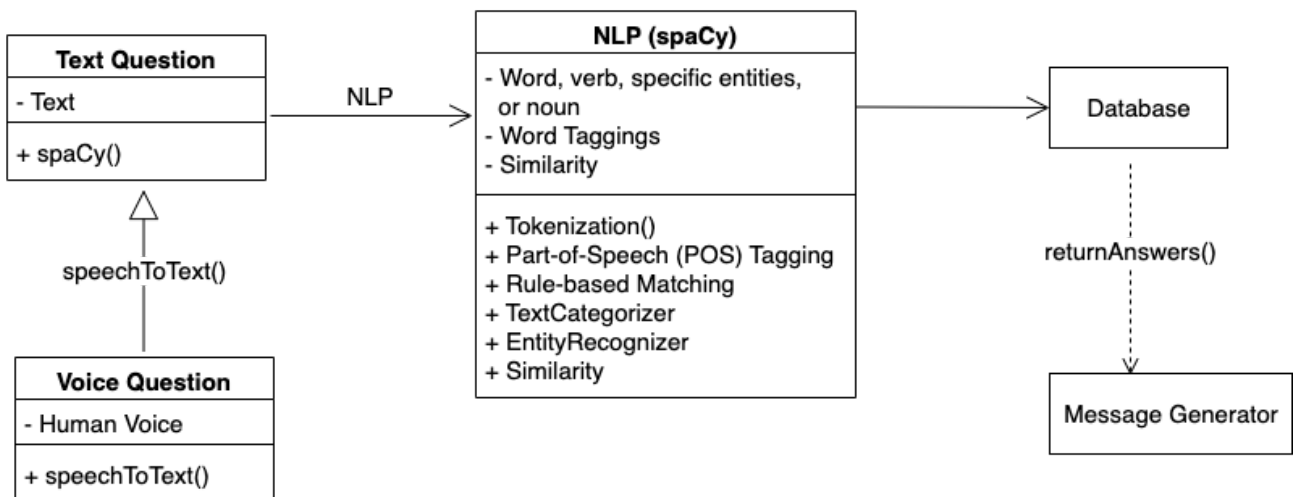 Text Question
- Text
+ spaCy()
NLP
NLP (spaCy)
- Word, verb, specific entities,
or noun
- Word Taggings
- Similarity
+ Tokenization()
+ Part-of-Speech (POS) Tagging
+ Rule-based Matching
+ TextCategorizer
+ EntityRecognizer
+ Similarity
Database
returnAnswers()
Message Generator
speechToText()
Voice Question
- Human Voice
+ speechToText()